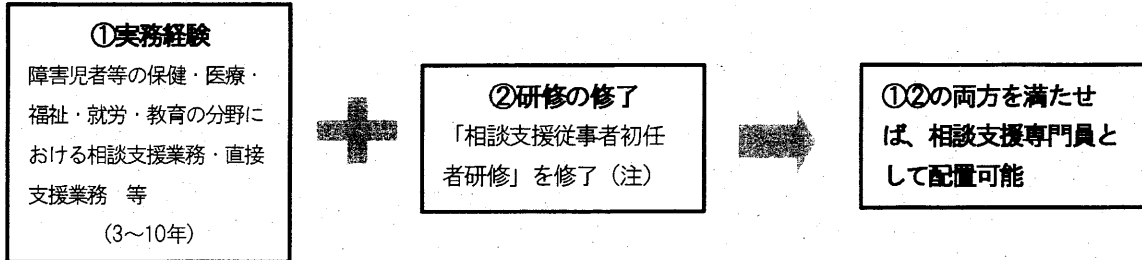 ①実務経験
障害児者等の保健・医療・
福祉・就労・教育の分野に
おける相談支援業務・直接
支援業務　等
（3～10年）
②研修の修了
「相談支援従事者初任
者研修」を修了（注）
①②の両方を満たせ
ば、相談支援専門員と
して配置可能